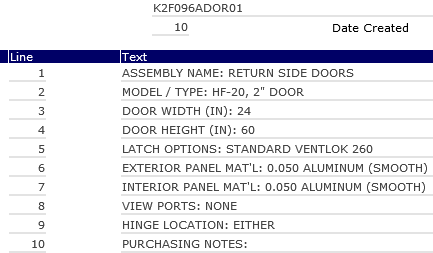 K2F096ADOR01
10 Date Created
Line Text
1 ASSEMBLY NAME: RETURN SIDE DOORS
2 MODEL / TYPE: HF-20, 2" DOOR
3 DOOR WIDTH (IN): 24
4 DOOR HEIGHT (IN): 60
5 LATCH OPTIONS: STANDARD VENTLOK 260
6 EXTERIOR PANEL MAT'L: 0.050 ALUMINUM (SMOOTH)
7 INTERIOR PANEL MAT'L: 0.050 ALUMINUM (SMOOTH)
8 VIEW PORTS: NONE
9 HINGE LOCATION: EITHER
10 PURCHASING NOTES: